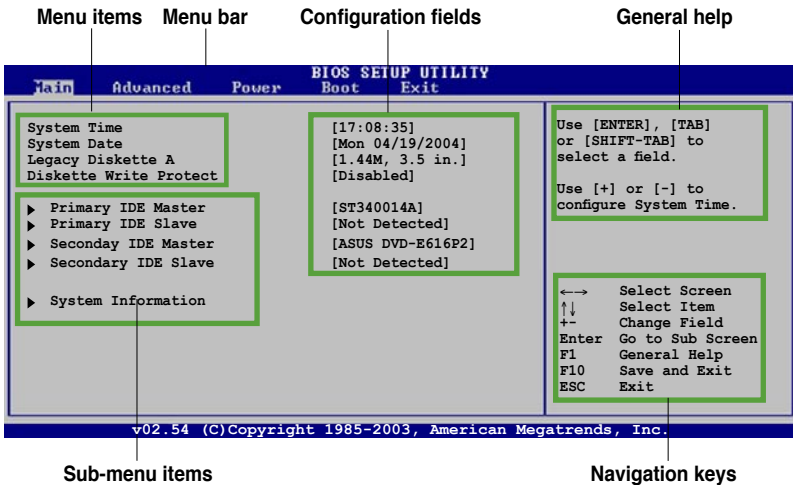 Menu items Menu bar Configuration fields General help
BIOS SETUP UTILITY
Main Advanced Power Boot Exit
System Time [17:08:35]
System Date [Mon 04/19/2004]
Legacy Diskette A [1.44M, 3.5 in.]
Diskette Write Protect [Disabled]
Primary IDE Master [ST340014A]
Primary IDE Slave [Not Detected]
Seconday IDE Master [ASUS DVD-E616P2]
Secondary IDE Slave [Not Detected]
System Information
Use [ENTER], [TAB]
or [SHIFT-TAB] to
select a field.
Use [+] or [-] to
configure System Time.
←→ Select Screen
↑↓ Select Item
+- Change Field
Enter Go to Sub Screen
F1 General Help
F10 Save and Exit
ESC Exit
v02.54 (C)Copyright 1985-2003, American Megatrends, Inc.
Sub-menu items Navigation keys